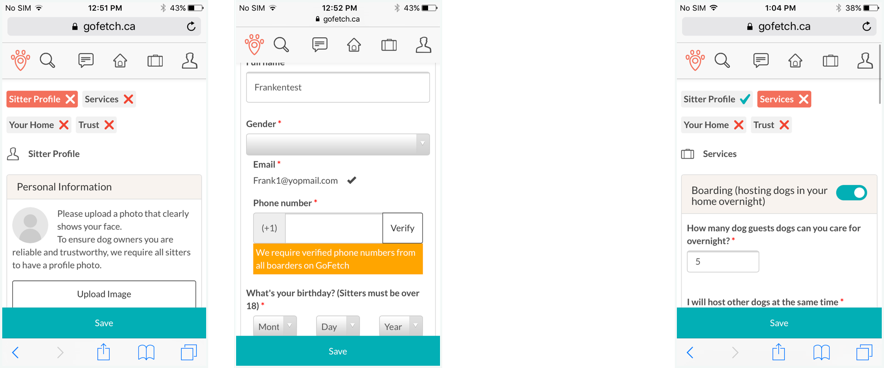 No SIM 12:51 PM 43%
gofetch.ca
Sitter Profile Services
Your Home Trust
Sitter Profile
Personal Information
Please upload a photo that clearly
shows your face.
To ensure dog owners you are
reliable and trustworthy, we require all sitters
to have a profile photo.
Upload Image
Save
No SIM 12:52 PM 43%
gofetch.ca
Full name
Frankentest
Gender *
Email *
Frank1@yopmail.com
Phone number *
(+1) Verify
We require verified phone numbers from
all boarders on GoFetch
What's your birthday? (Sitters must be over
18) *
Mont Day Year
Save
No SIM 1:04 PM 38%
gofetch.ca
Sitter Profile Services
Your Home Trust
Services
Boarding (hosting dogs in your
home overnight)
How many dog guests dogs can you care for
overnight? *
5
I will host other dogs at the same time *
Save